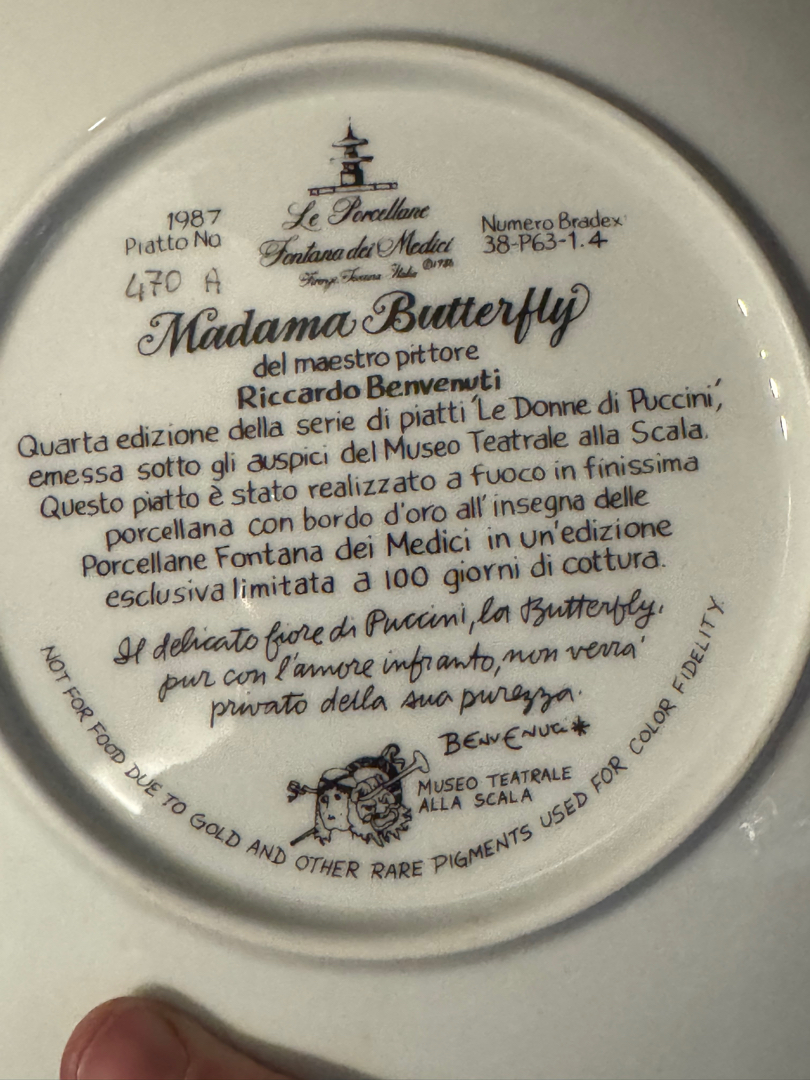 1987
Piatto No
470 A
Le Porcellane
Fontana dei Medici
Firenze, Toscana, Italia ©1986
Numero Bradex
38-P63-1.4
Madama Butterfly
del maestro pittore
Riccardo Benvenuti
Quarta edizione della serie di piatti 'Le Donne di Puccini',
emessa sotto gli auspici del Museo Teatrale alla Scala.
Questo piatto è stato realizzato a fuoco in finissima
porcellana con bordo d'oro all'insegna delle
Porcellane Fontana dei Medici in un'edizione
esclusiva limitata a 100 giorni di cottura.
Il delicato fiore di Puccini, la Butterfly,
pur con l'amore infranto, non verra'
privato della sua purezza.
BENVENUTI*
MUSEO TEATRALE
ALLA SCALA
NOT FOR FOOD DUE TO GOLD AND OTHER RARE PIGMENTS USED FOR COLOR FIDELITY